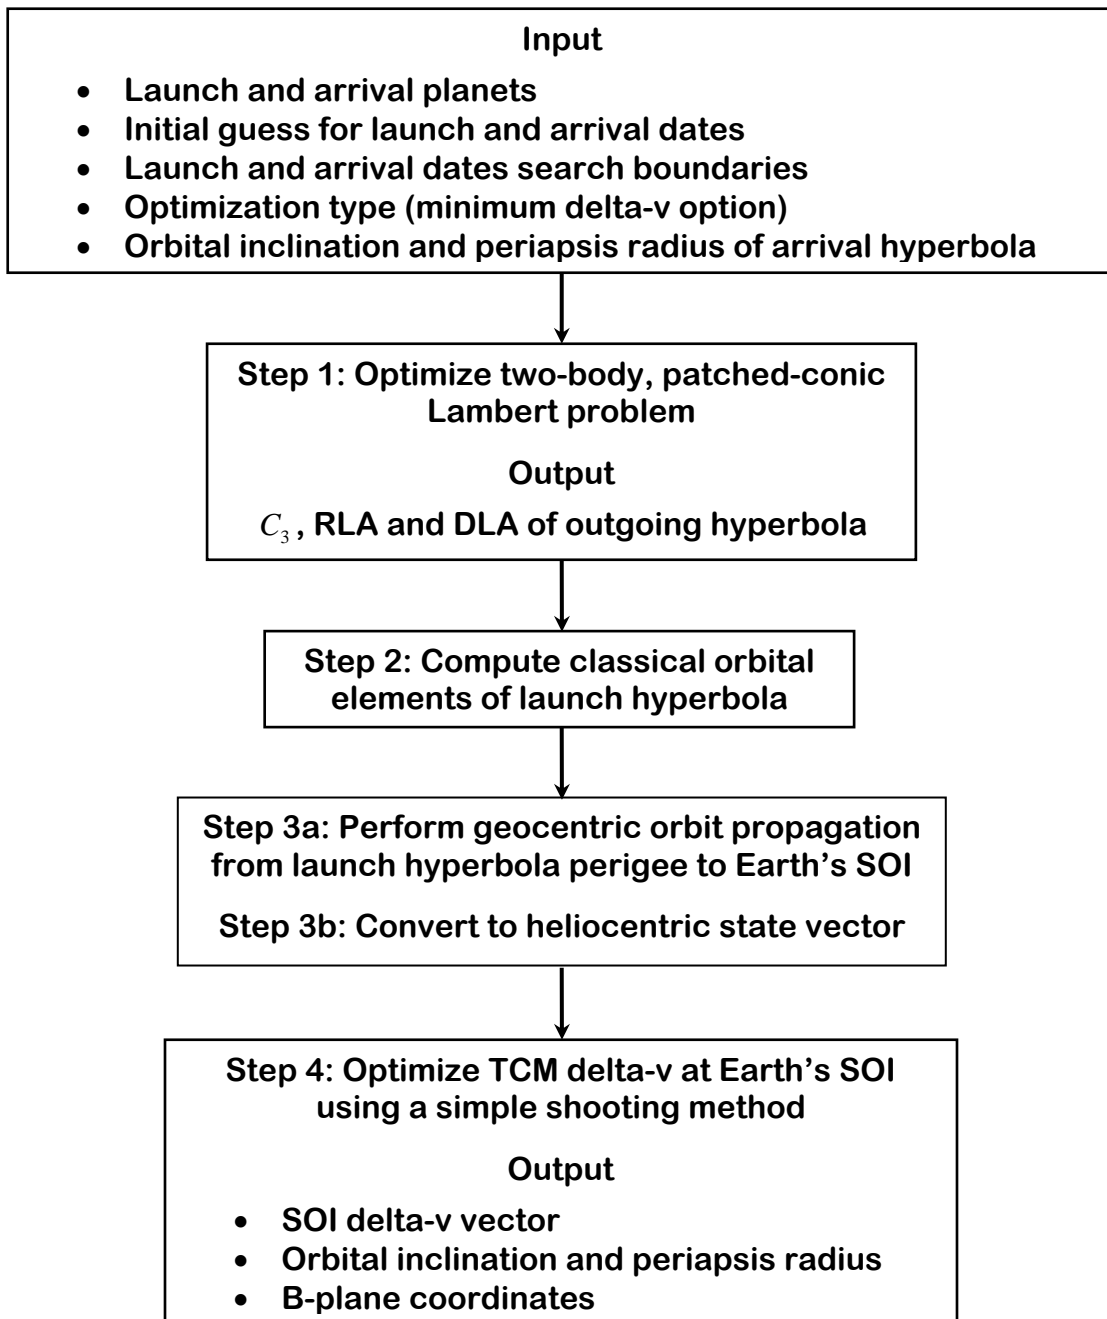 Input
• Launch and arrival planets
• Initial guess for launch and arrival dates
• Launch and arrival dates search boundaries
• Optimization type (minimum delta-v option)
• Orbital inclination and periapsis radius of arrival hyperbola
Step 1: Optimize two-body, patched-conic
Lambert problem
Output
C₃, RLA and DLA of outgoing hyperbola
Step 2: Compute classical orbital
elements of launch hyperbola
Step 3a: Perform geocentric orbit propagation
from launch hyperbola perigee to Earth’s SOI
Step 3b: Convert to heliocentric state vector
Step 4: Optimize TCM delta-v at Earth’s SOI
using a simple shooting method
Output
• SOI delta-v vector
• Orbital inclination and periapsis radius
• B-plane coordinates